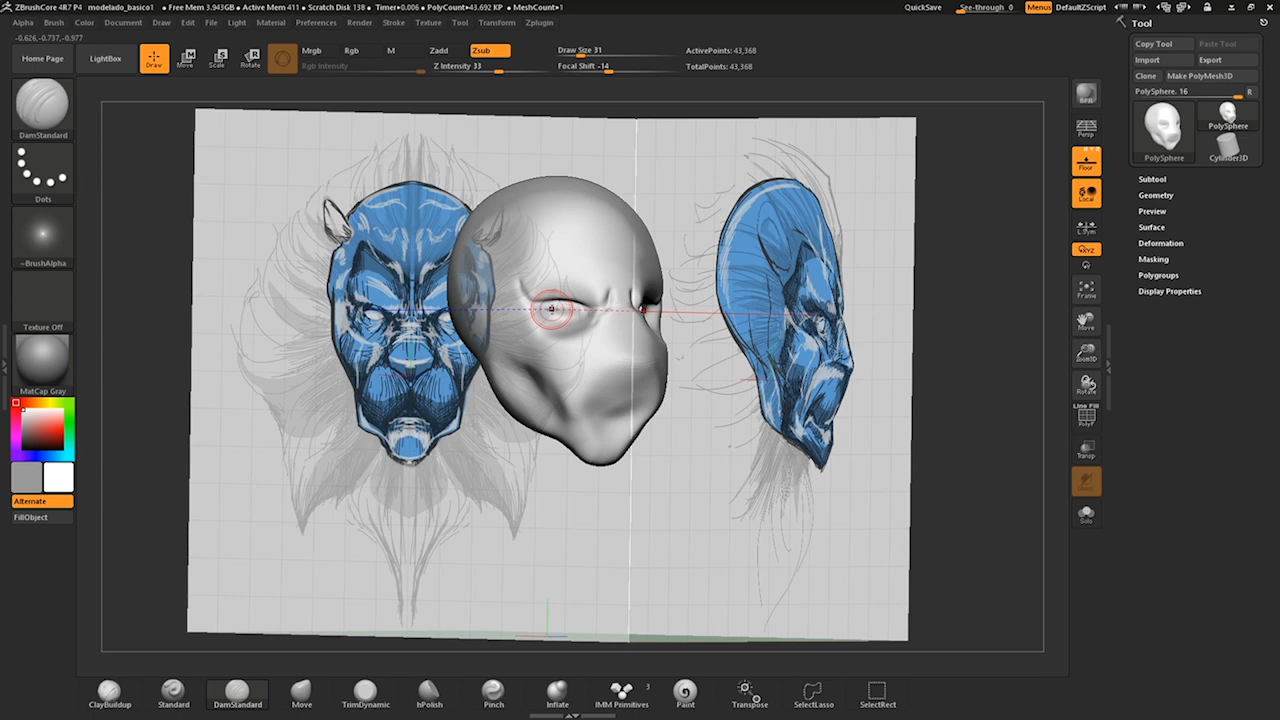 ZBrushCore 4R7 P4 modelado_basico1 • Free Mem 3.943GB • Active Mem 411 • Scratch Disk 138 • Timer▸0.006 • PolyCount▸43.692 KP • MeshCount▸1 QuickSave See-through 0 Menus DefaultZScript
Alpha Brush Color Document Draw Edit File Light Material Preferences Render Stroke Texture Tool Transform Zplugin
-0.626,-0.737,-0.977
Home Page LightBox Draw Move Scale Rotate
Mrgb Rgb M Zadd Zsub Draw Size 31 ActivePoints: 43,368
Rgb Intensity Z Intensity 33 Focal Shift -14 TotalPoints: 43,368
DamStandard
Dots
~BrushAlpha
Texture Off
MatCap Gray
Alternate
FillObject
Persp
Floor
Local
L.Sym
Frame
Move
Zoom3D
Rotate
Line Fill
PolyF
Transp
Solo
Tool
Copy Tool Paste Tool
Import Export
Clone Make PolyMesh3D
PolySphere. 16 R
PolySphere
PolySphere Cylinder3D
Subtool
Geometry
Preview
Surface
Deformation
Masking
Polygroups
Display Properties
ClayBuildup Standard DamStandard Move TrimDynamic hPolish Pinch Inflate IMM Primitives 3 Paint Transpose SelectLasso SelectRect